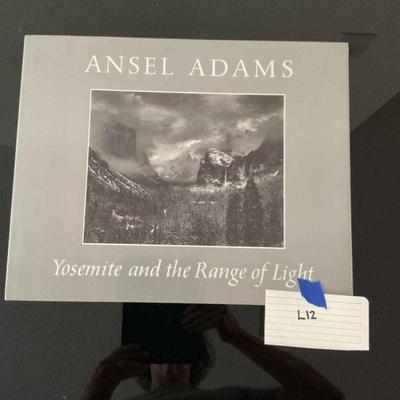 ANSEL ADAMS
Yosemite and the Range of Light
L12